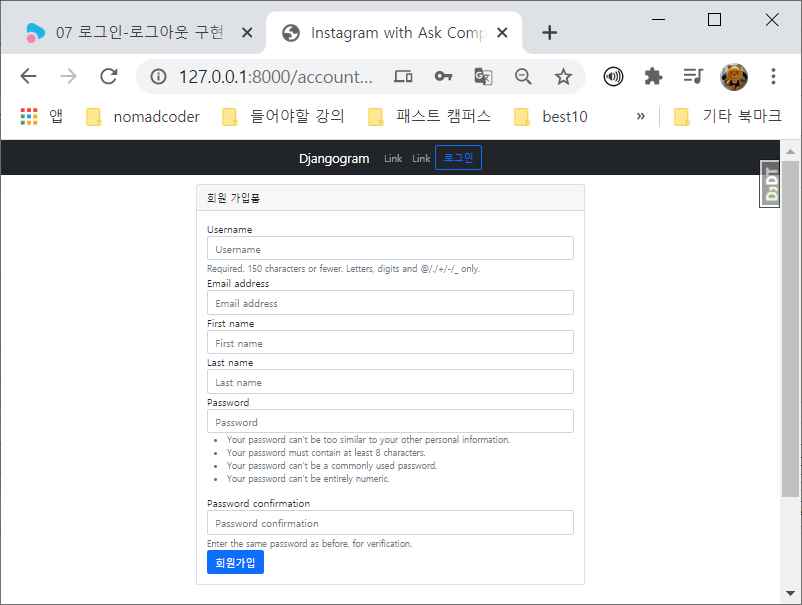 07 로그인-로그아웃 구현
Instagram with Ask Comp
127.0.0.1:8000/account...
앱
nomadcoder
들어야할 강의
패스트 캠퍼스
best10
»
기타 북마크
Djangogram
Link
Link
로그인
DjDT
회원 가입폼
Username
Username
Required. 150 characters or fewer. Letters, digits and @/./+/-/_ only.
Email address
Email address
First name
First name
Last name
Last name
Password
Password
• Your password can't be too similar to your other personal information.
• Your password must contain at least 8 characters.
• Your password can't be a commonly used password.
• Your password can't be entirely numeric.
Password confirmation
Password confirmation
Enter the same password as before, for verification.
회원가입